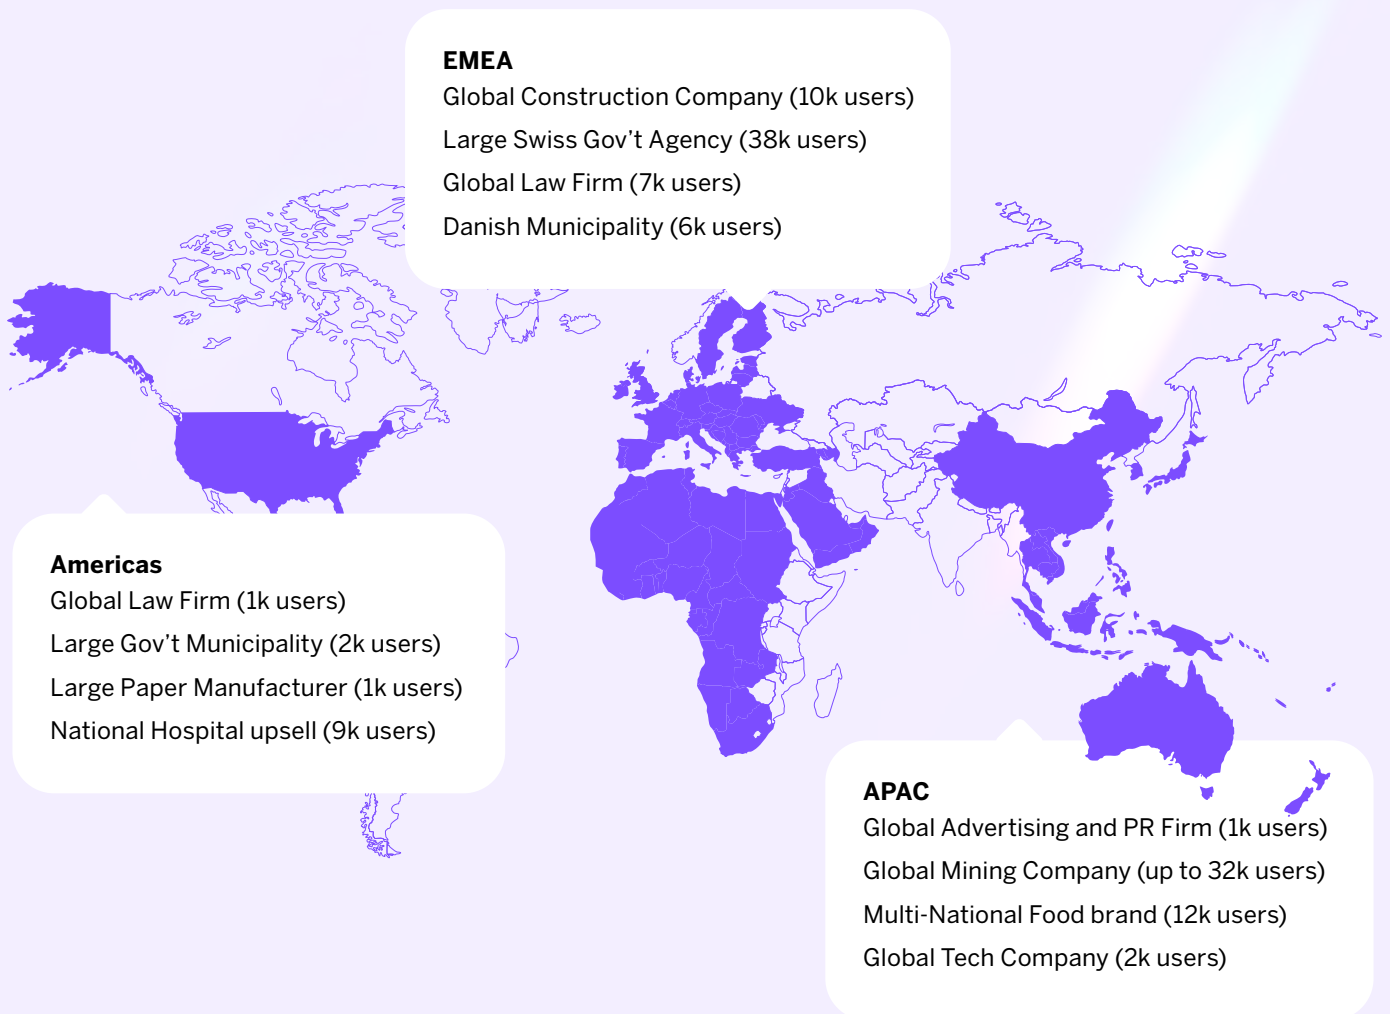 EMEA
Global Construction Company (10k users)
Large Swiss Gov’t Agency (38k users)
Global Law Firm (7k users)
Danish Municipality (6k users)
Americas
Global Law Firm (1k users)
Large Gov’t Municipality (2k users)
Large Paper Manufacturer (1k users)
National Hospital upsell (9k users)
APAC
Global Advertising and PR Firm (1k users)
Global Mining Company (up to 32k users)
Multi-National Food brand (12k users)
Global Tech Company (2k users)